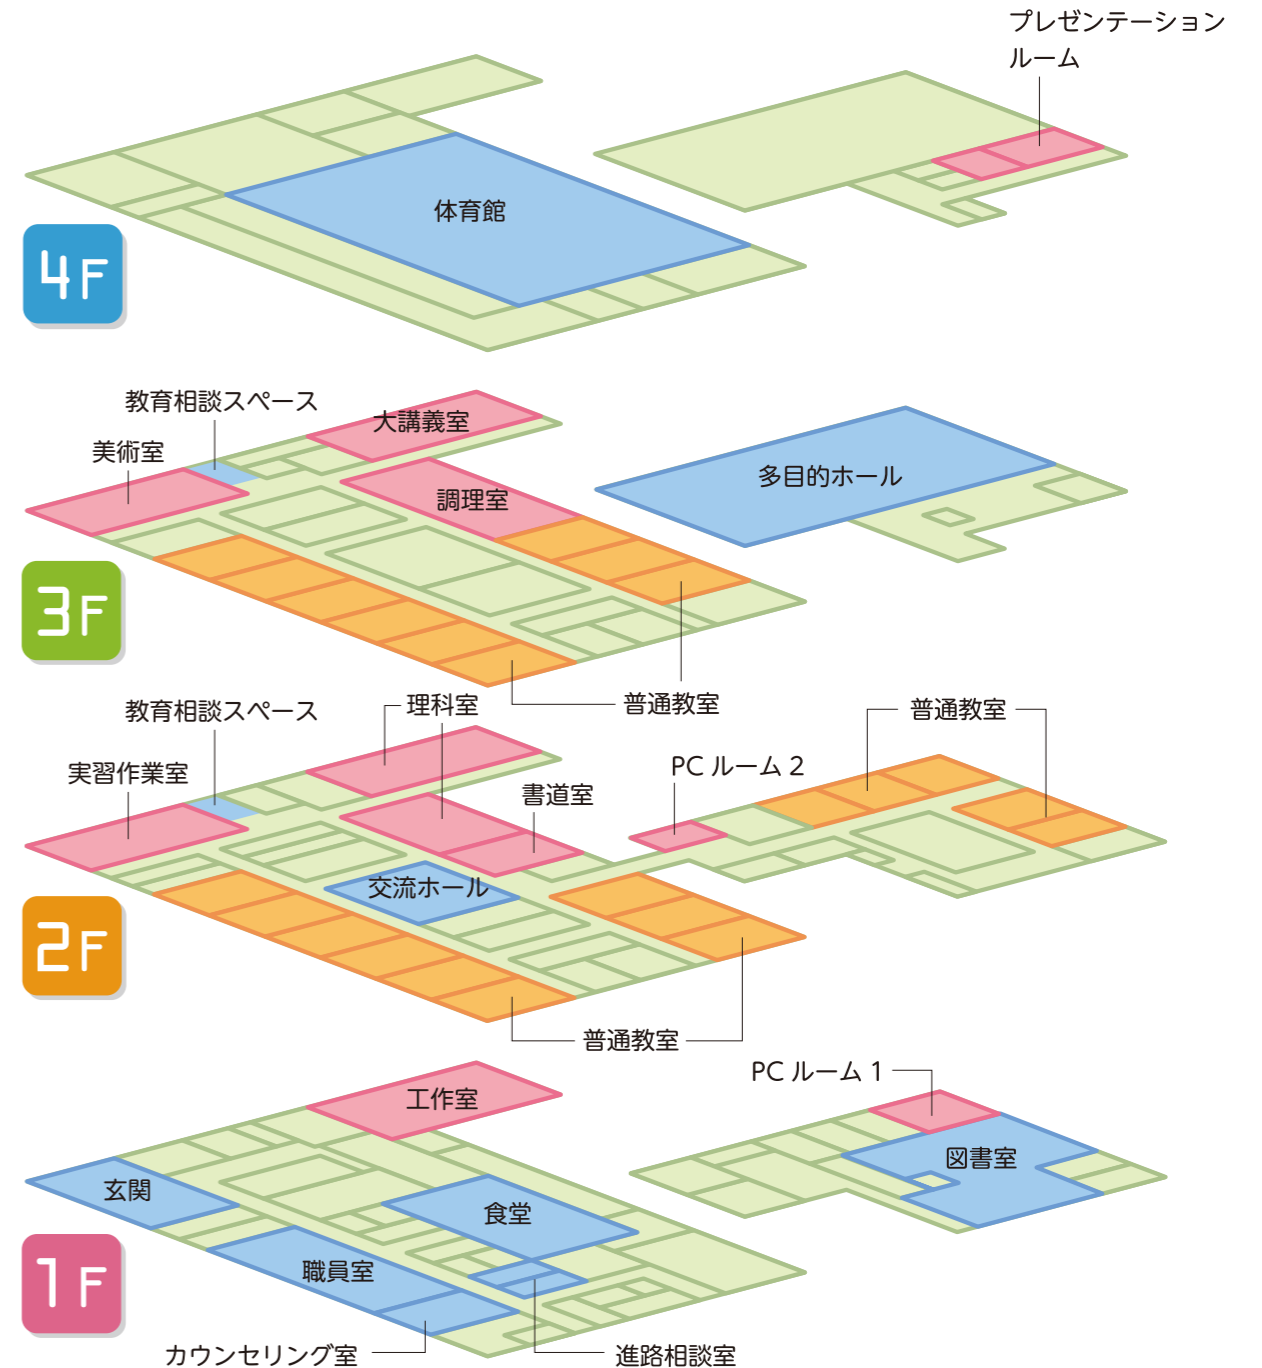 プレゼンテーション
ルーム
体育館
4F
教育相談スペース
大講義室
美術室
調理室
多目的ホール
3F
普通教室
教育相談スペース
理科室
普通教室
実習作業室
PC ルーム 2
書道室
交流ホール
2F
普通教室
工作室
PC ルーム 1
図書室
玄関
食堂
職員室
1F
カウンセリング室
進路相談室